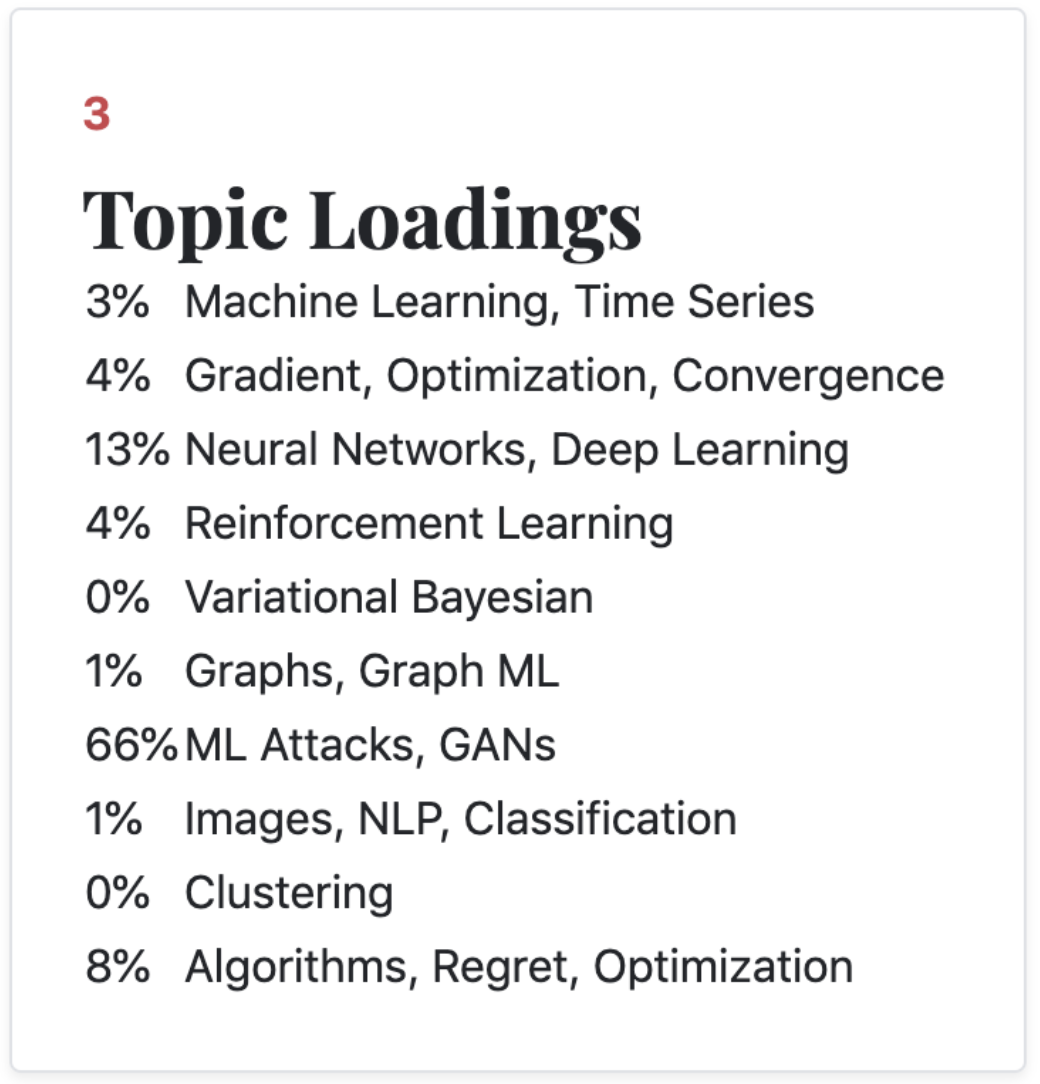 3
Topic Loadings
3% Machine Learning, Time Series
4% Gradient, Optimization, Convergence
13% Neural Networks, Deep Learning
4% Reinforcement Learning
0% Variational Bayesian
1% Graphs, Graph ML
66% ML Attacks, GANs
1% Images, NLP, Classification
0% Clustering
8% Algorithms, Regret, Optimization